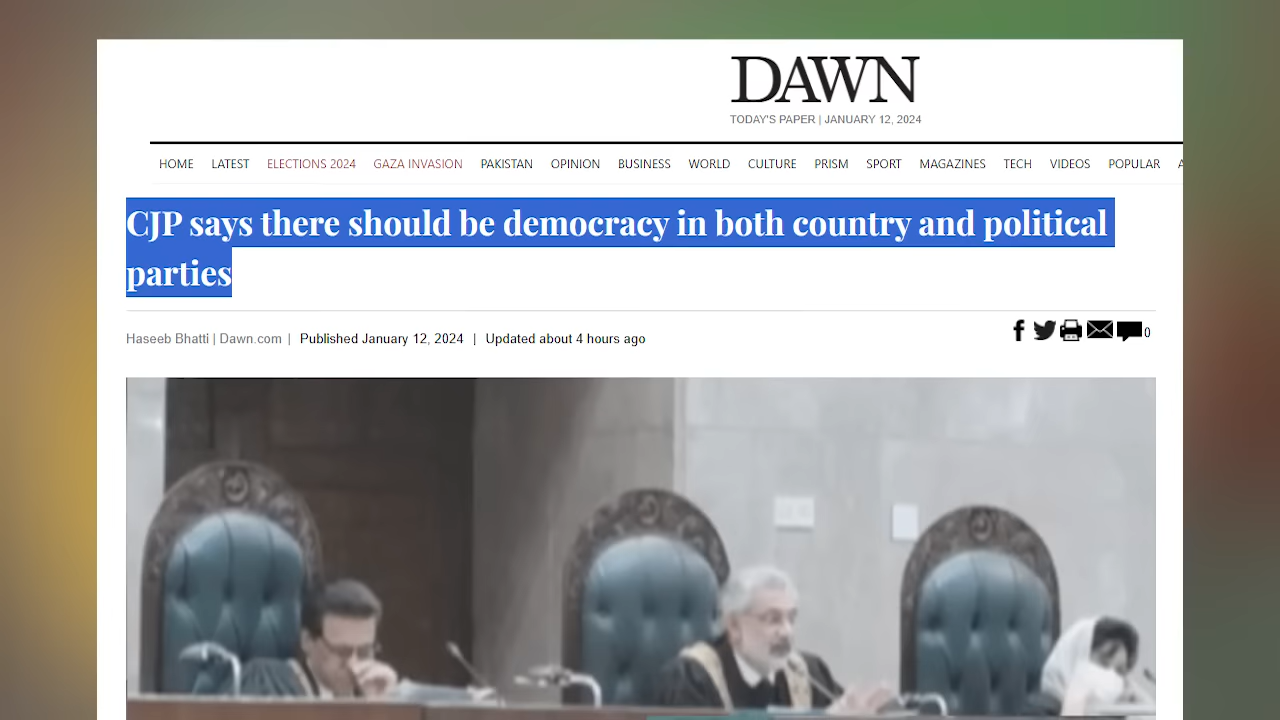 DAWN
TODAY'S PAPER | JANUARY 12, 2024
HOME LATEST ELECTIONS 2024 GAZA INVASION PAKISTAN OPINION BUSINESS WORLD CULTURE PRISM SPORT MAGAZINES TECH VIDEOS POPULAR A
CJP says there should be democracy in both country and political
parties
Haseeb Bhatti | Dawn.com | Published January 12, 2024 | Updated about 4 hours ago
0